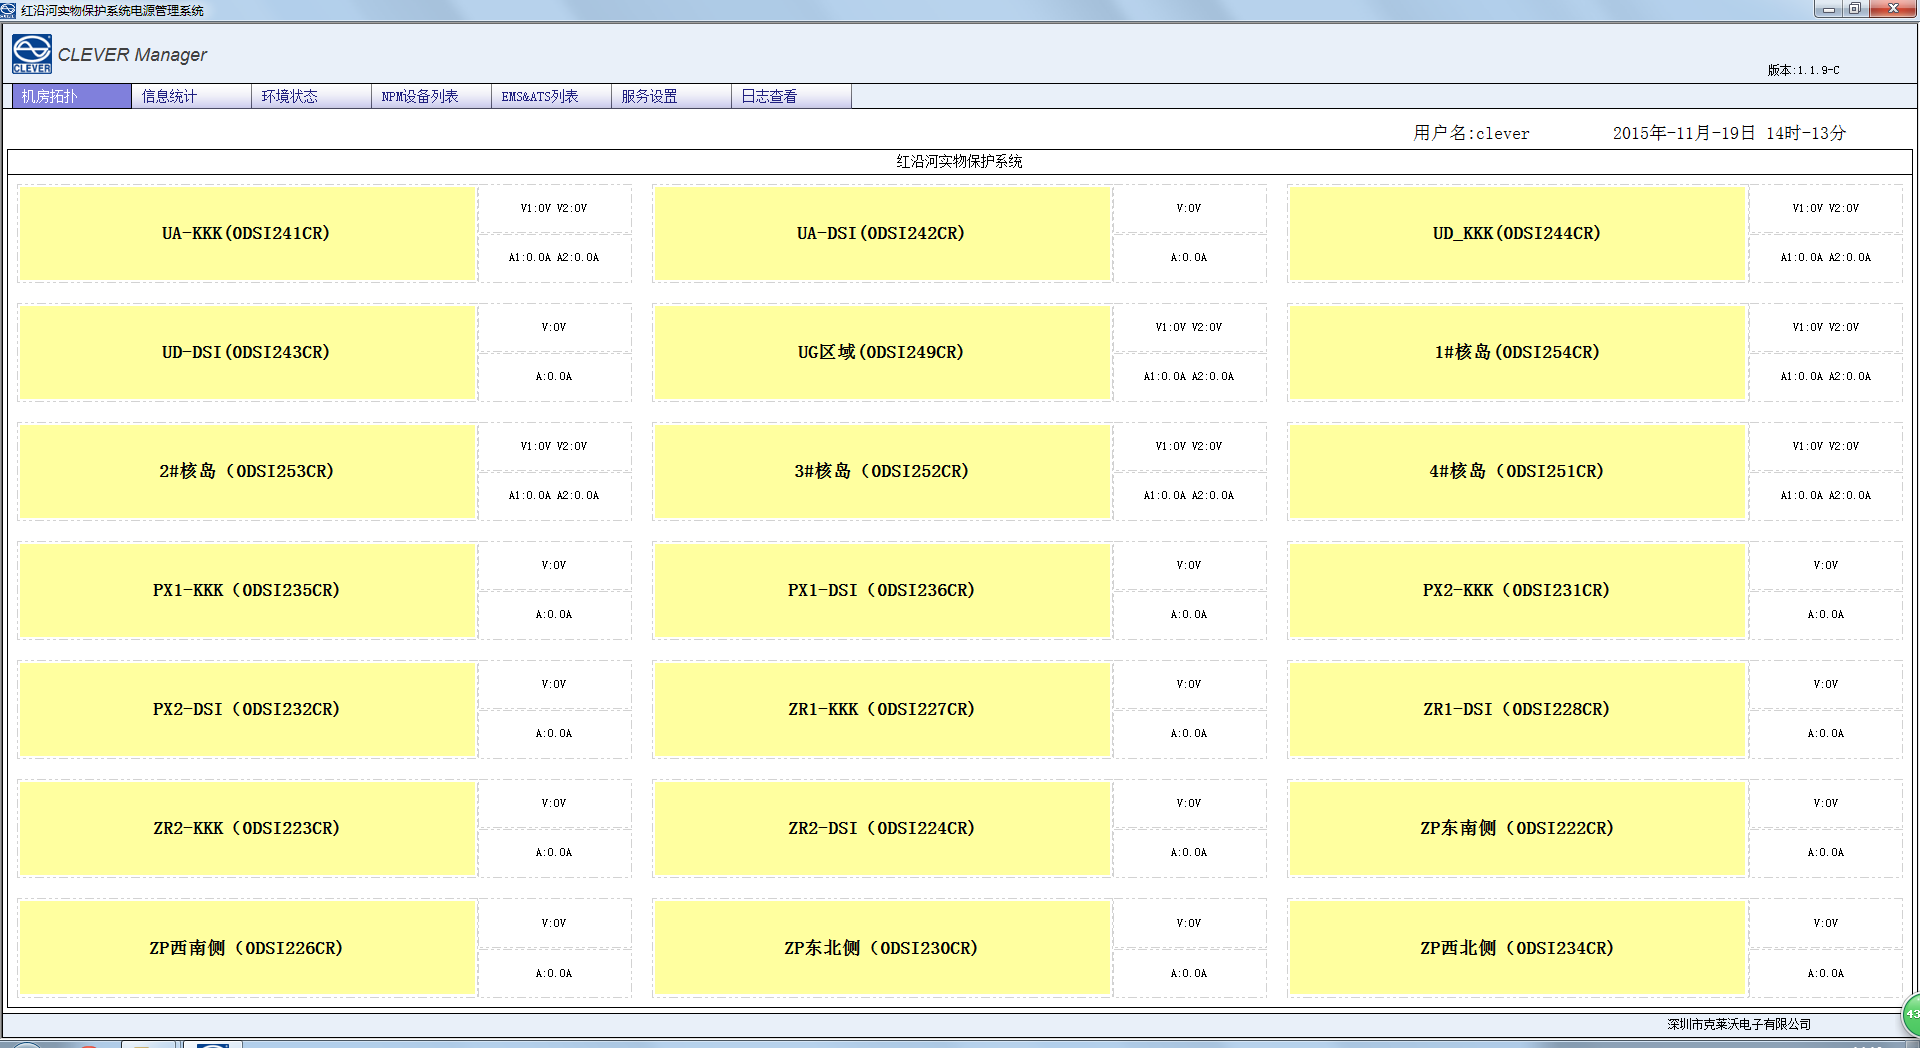 红沿河实物保护系统电源管理系统
CLEVER
CLEVER Manager
版本:1.1.9-C
机房拓扑 信息统计 环境状态 NPM设备列表 EMS&ATS列表 服务设置 日志查看
用户名:clever 2015年-11月-19日 14时-13分
红沿河实物保护系统
UA-KKK(0DSI241CR) V1:0V V2:0V A1:0.0A A2:0.0A
UA-DSI(0DSI242CR) V:0V A:0.0A
UD_KKK(0DSI244CR) V1:0V V2:0V A1:0.0A A2:0.0A
UD-DSI(0DSI243CR) V:0V A:0.0A
UG区域(0DSI249CR) V1:0V V2:0V A1:0.0A A2:0.0A
1#核岛(0DSI254CR) V1:0V V2:0V A1:0.0A A2:0.0A
2#核岛（0DSI253CR) V1:0V V2:0V A1:0.0A A2:0.0A
3#核岛（0DSI252CR) V1:0V V2:0V A1:0.0A A2:0.0A
4#核岛（0DSI251CR) V1:0V V2:0V A1:0.0A A2:0.0A
PX1-KKK（0DSI235CR) V:0V A:0.0A
PX1-DSI（0DSI236CR) V:0V A:0.0A
PX2-KKK（0DSI231CR) V:0V A:0.0A
PX2-DSI（0DSI232CR) V:0V A:0.0A
ZR1-KKK（0DSI227CR) V:0V A:0.0A
ZR1-DSI（0DSI228CR) V:0V A:0.0A
ZR2-KKK（0DSI223CR) V:0V A:0.0A
ZR2-DSI（0DSI224CR) V:0V A:0.0A
ZP东南侧（0DSI222CR) V:0V A:0.0A
ZP西南侧（0DSI226CR) V:0V A:0.0A
ZP东北侧（0DSI230CR) V:0V A:0.0A
ZP西北侧（0DSI234CR) V:0V A:0.0A
43
深圳市克莱沃电子有限公司